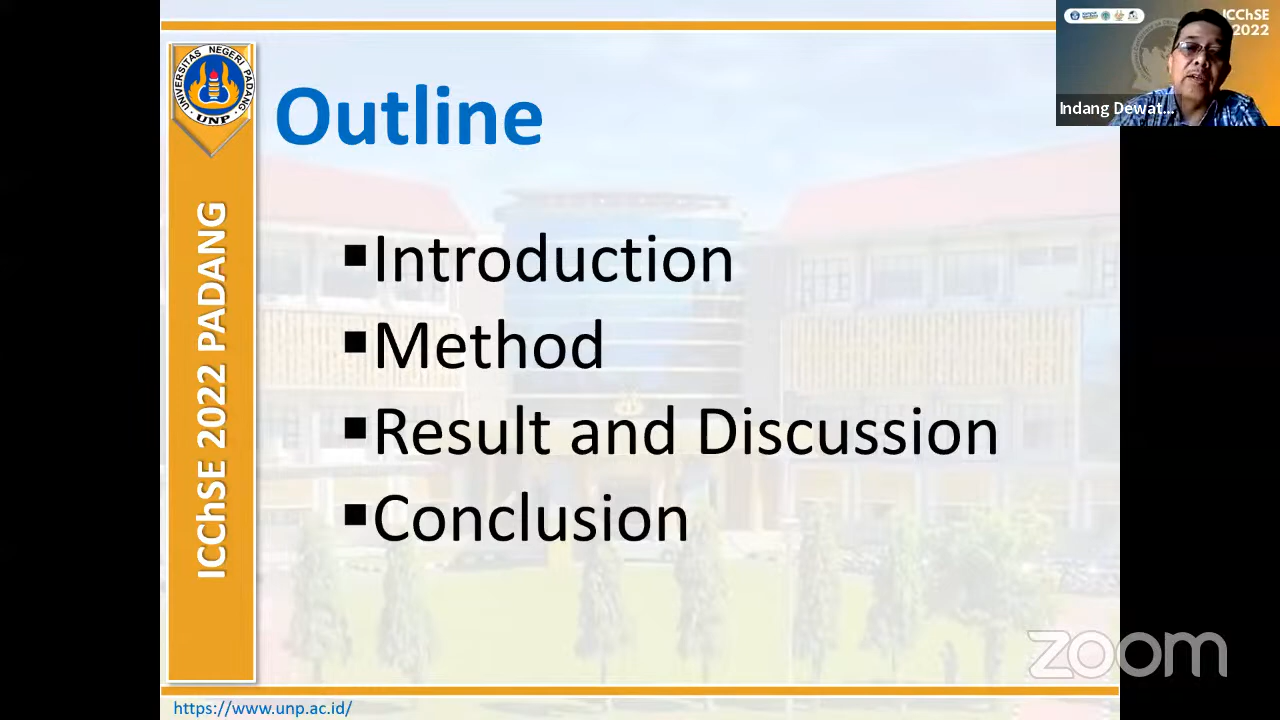 UNIVERSITAS NEGERI PADANG
UNP
ICChSE 2022 PADANG
Outline
▪Introduction
▪Method
▪Result and Discussion
▪Conclusion
https://www.unp.ac.id/
ICChSE
2022
Indang Dewat...
zoom